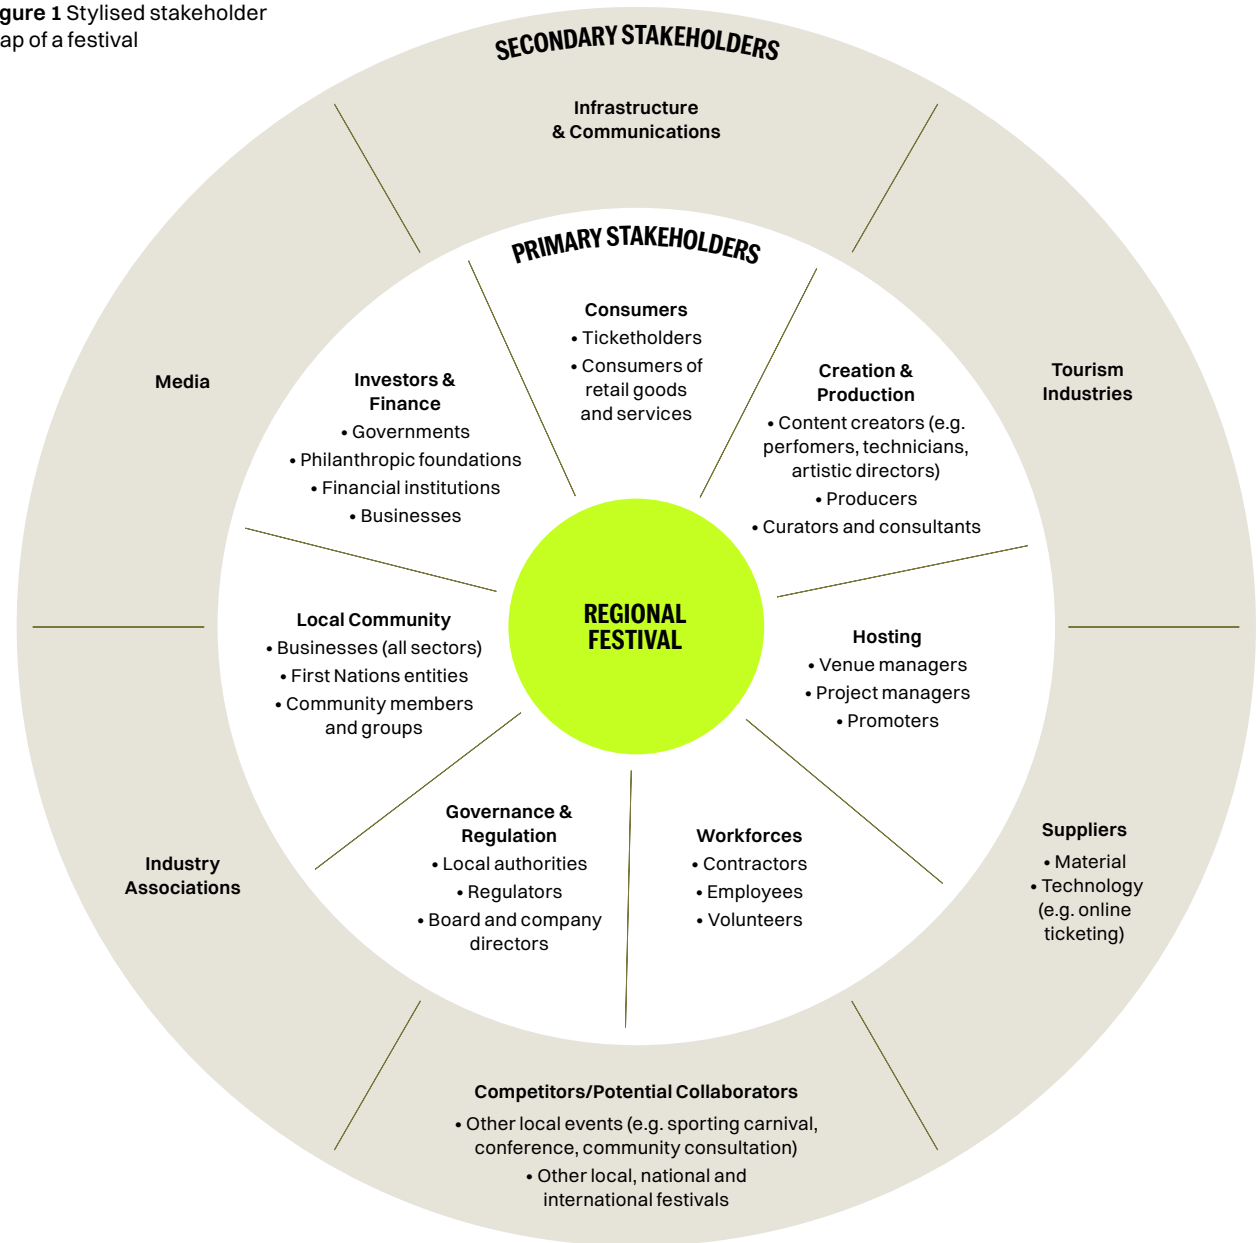 gure 1 Stylised stakeholder
ap of a festival
SECONDARY STAKEHOLDERS
Infrastructure
& Communications
PRIMARY STAKEHOLDERS
Consumers
• Ticketholders
• Consumers of
retail goods
and services
Media
Investors &
Finance
• Governments
• Philanthropic foundations
• Financial institutions
• Businesses
Creation &
Production
• Content creators (e.g.
perfomers, technicians,
artistic directors)
• Producers
• Curators and consultants
Tourism
Industries
REGIONAL
FESTIVAL
Local Community
• Businesses (all sectors)
• First Nations entities
• Community members
and groups
Hosting
• Venue managers
• Project managers
• Promoters
Governance &
Regulation
• Local authorities
• Regulators
• Board and company
directors
Workforces
• Contractors
• Employees
• Volunteers
Industry
Associations
Suppliers
• Material
• Technology
(e.g. online
ticketing)
Competitors/Potential Collaborators
• Other local events (e.g. sporting carnival,
conference, community consultation)
• Other local, national and
international festivals